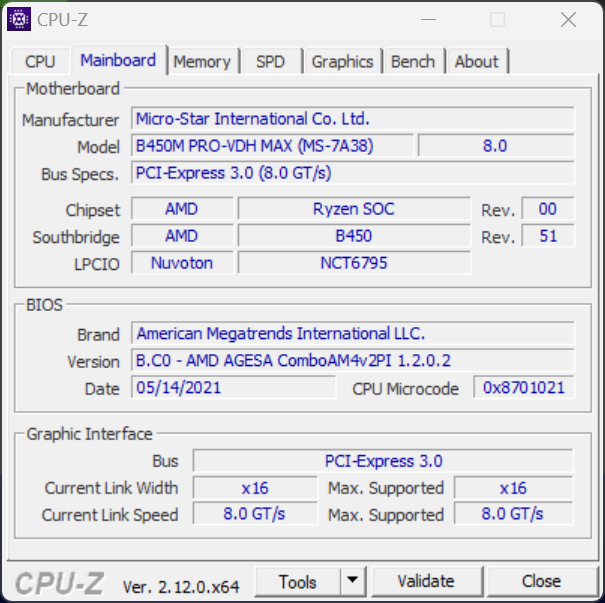 CPU-Z
CPU Mainboard Memory SPD Graphics Bench About
Motherboard
Manufacturer Micro-Star International Co. Ltd.
Model B450M PRO-VDH MAX (MS-7A38) 8.0
Bus Specs. PCI-Express 3.0 (8.0 GT/s)
Chipset AMD Ryzen SOC Rev. 00
Southbridge AMD B450 Rev. 51
LPCIO Nuvoton NCT6795
BIOS
Brand American Megatrends International LLC.
Version B.C0 - AMD AGESA ComboAM4v2PI 1.2.0.2
Date 05/14/2021 CPU Microcode 0x8701021
Graphic Interface
Bus PCI-Express 3.0
Current Link Width x16 Max. Supported x16
Current Link Speed 8.0 GT/s Max. Supported 8.0 GT/s
CPU-Z Ver. 2.12.0.x64 Tools Validate Close